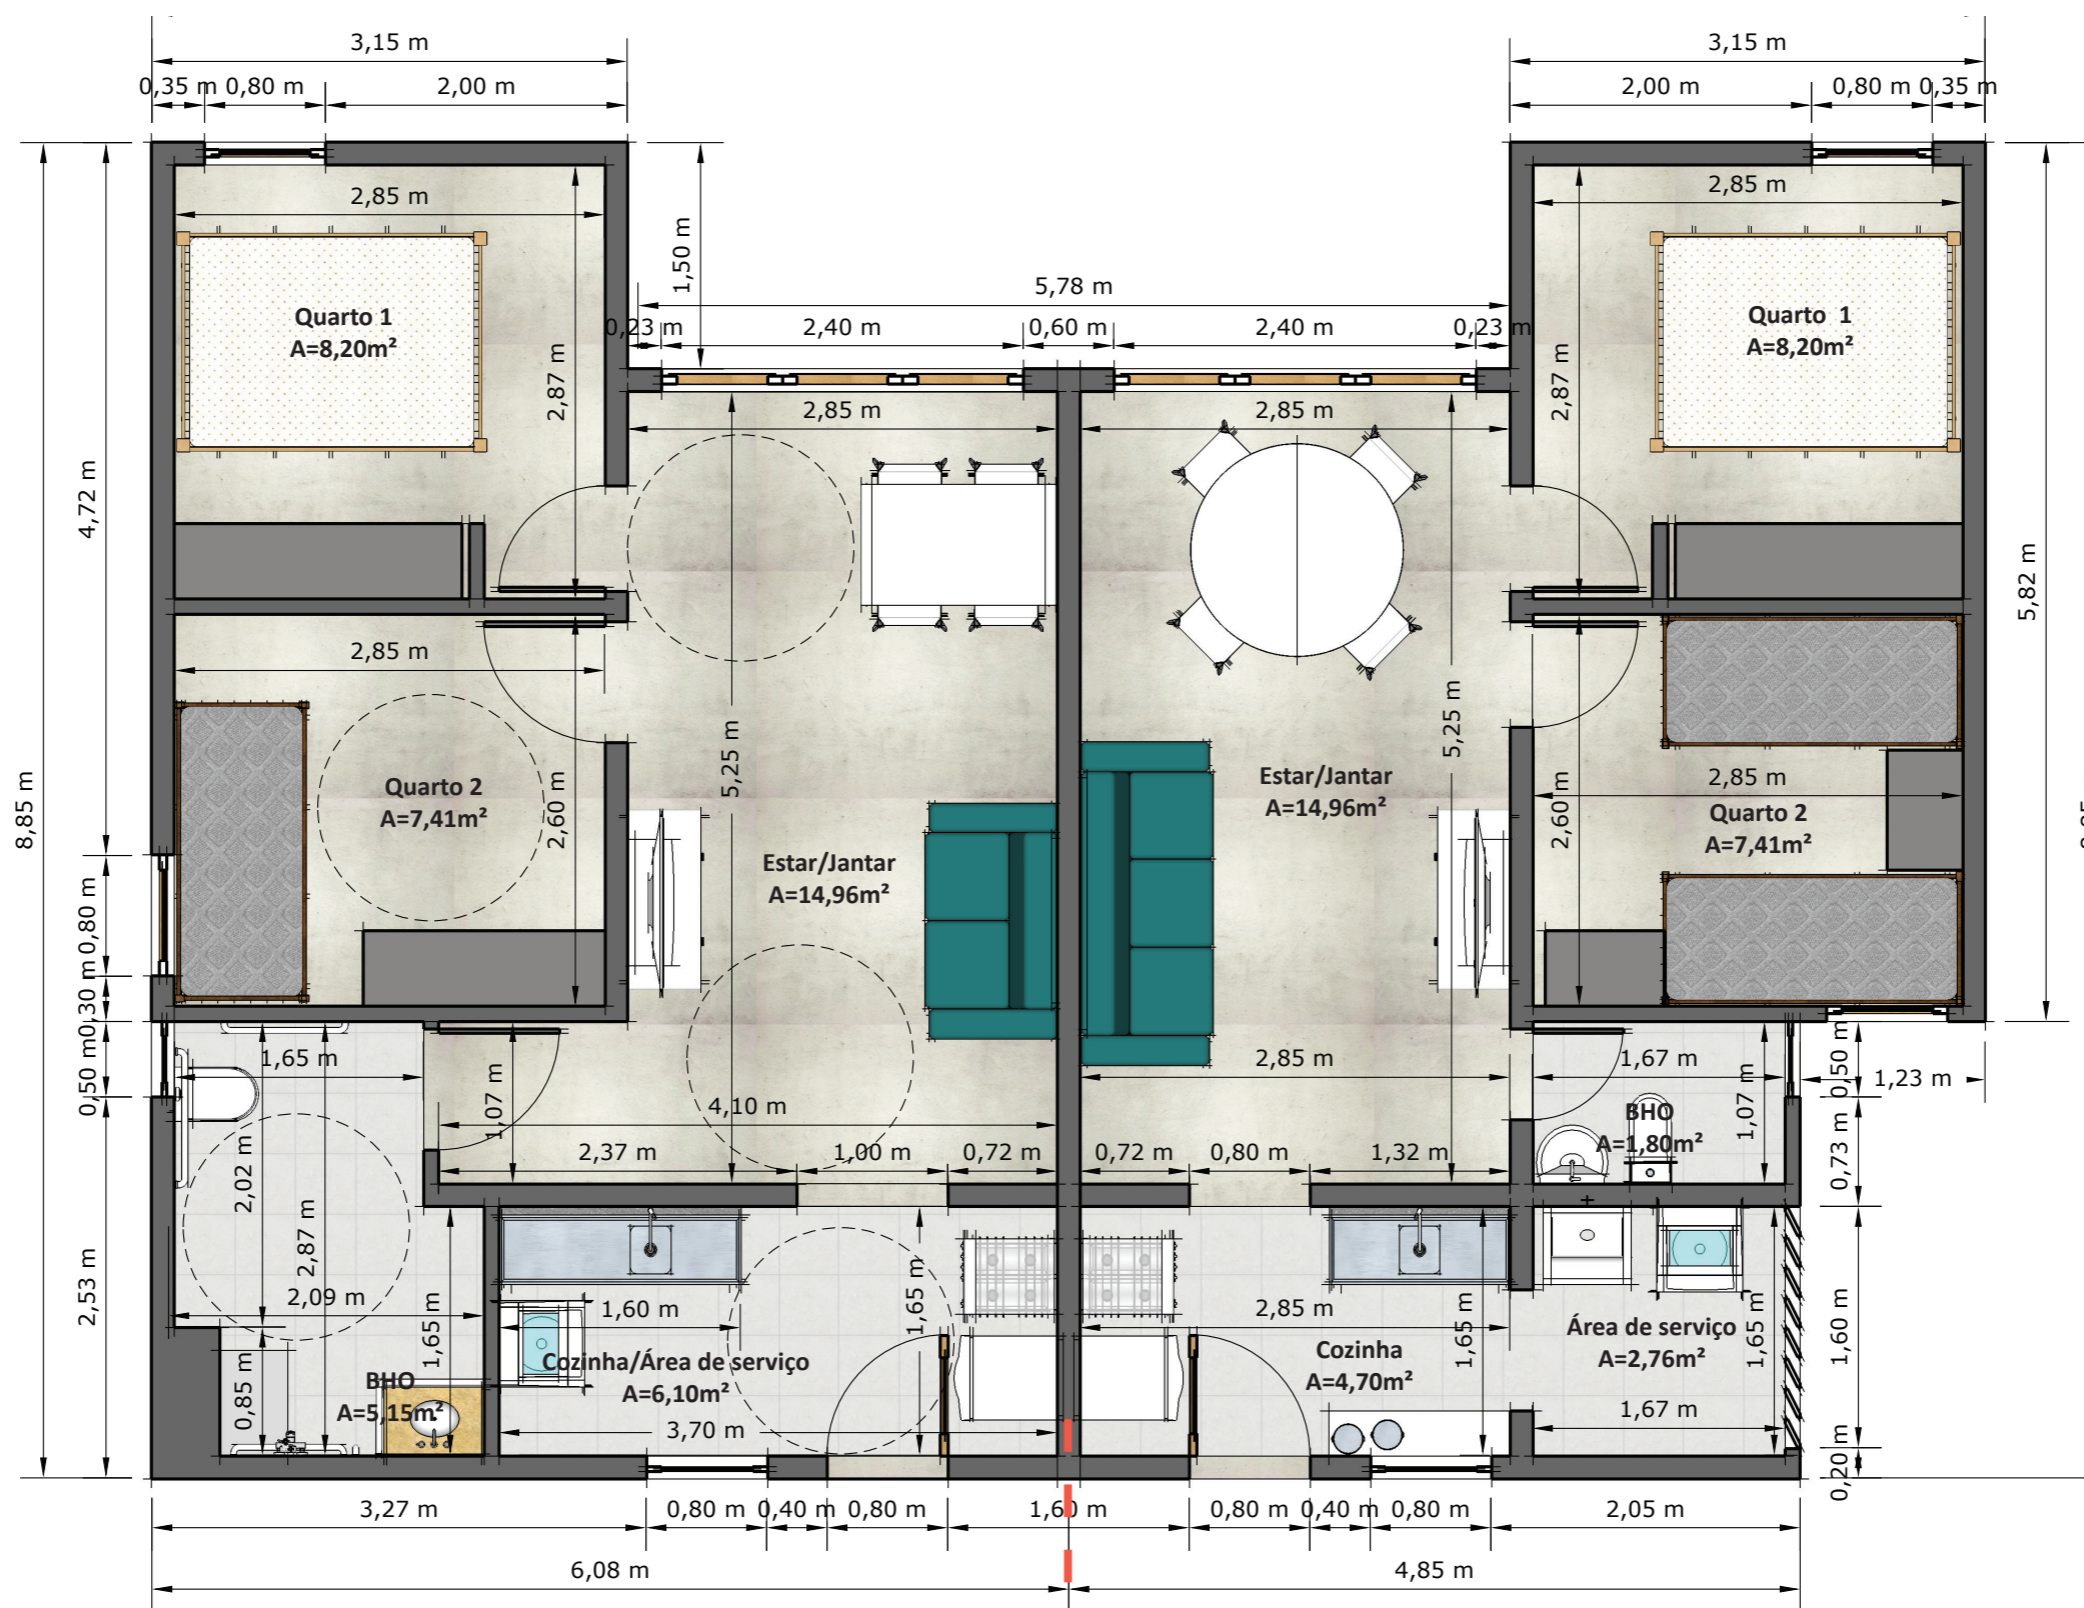 3,15 m
3,15 m
0,35 m 0,80 m 2,00 m
2,00 m 0,80 m 0,35 m
2,85 m
2,85 m
1,50 m
5,78 m
Quarto 1
A=8,20m²
Quarto 1
A=8,20m²
0,23 m 2,40 m 0,60 m 2,40 m 0,23 m
2,87 m
2,87 m
2,85 m
2,85 m
4,72 m
5,82 m
2,85 m
5,25 m
5,25 m
Quarto 2
A=7,41m²
2,60 m
Estar/Jantar
A=14,96m²
Estar/Jantar
A=14,96m²
2,60 m
2,85 m
Quarto 2
A=7,41m²
8,85 m
0,80 m
0,30 m
0,50 m
1,65 m
1,07 m
4,10 m
2,85 m
1,67 m
1,07 m
0,50 m
1,23 m
BHO
A=1,80m²
2,37 m 1,00 m 0,72 m
0,72 m 0,80 m 1,32 m
0,73 m
2,02 m
2,87 m
2,53 m
2,09 m
1,65 m
1,60 m
1,65 m
2,85 m
1,65 m
Área de serviço
A=2,76m²
1,65 m
1,60 m
0,85 m
BHO
A=5,15m²
Cozinha/Área de serviço
A=6,10m²
Cozinha
A=4,70m²
3,70 m
1,67 m
0,20 m
3,27 m 0,80 m 0,40 m 0,80 m 1,60 m 0,80 m 0,40 m 0,80 m 2,05 m
6,08 m
4,85 m